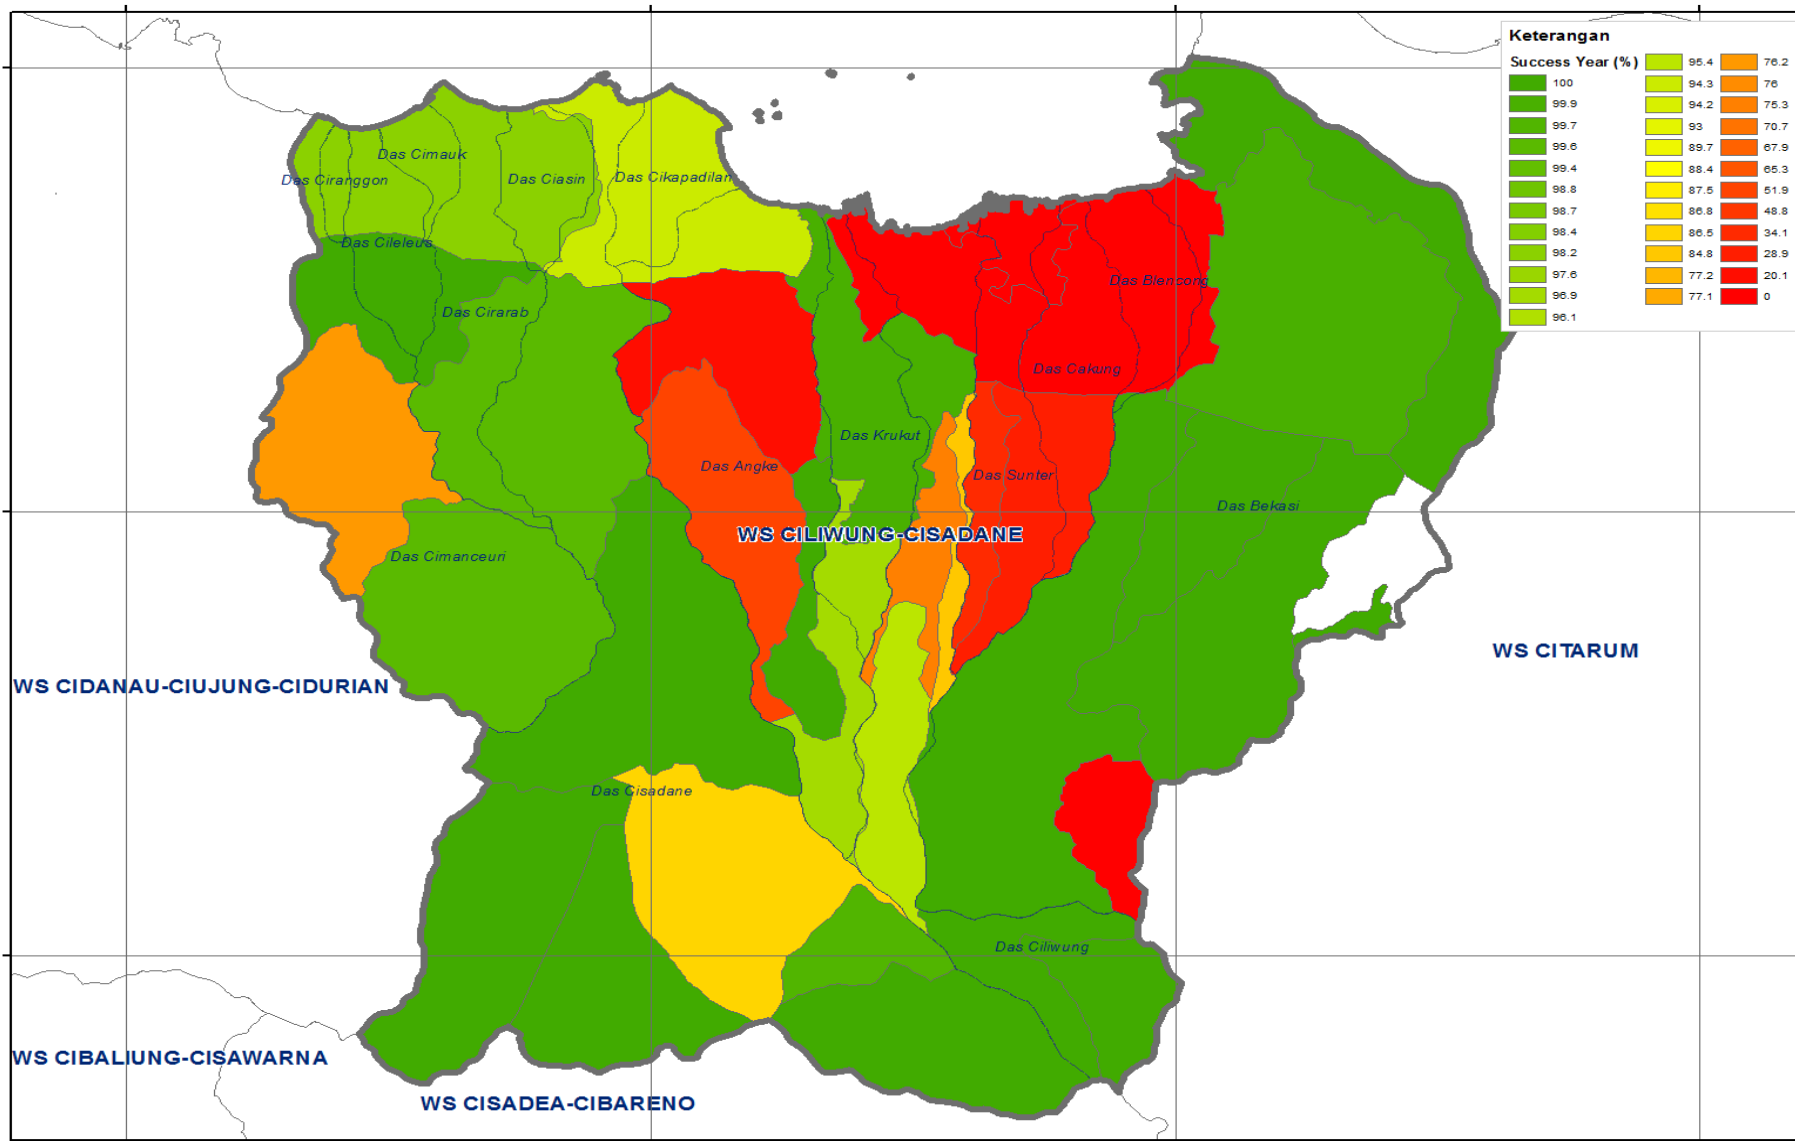 Keterangan
Success Year (%)
100
99.9
99.7
99.6
99.4
98.8
98.7
98.4
98.2
97.6
96.9
96.1
95.4
94.3
94.2
93
89.7
88.4
87.5
86.8
86.5
84.8
77.2
77.1
76.2
76
75.3
70.7
67.9
65.3
51.9
48.8
34.1
28.9
20.1
0
Das Cimauk
Das Ciranggon
Das Ciasin
Das Cikapadilan
Das Cileleus
Das Blencong
Das Cirarab
Das Cakung
Das Krukut
Das Angke
Das Sunter
Das Bekasi
WS CILIWUNG-CISADANE
Das Cimanceuri
WS CITARUM
WS CIDANAU-CIUJUNG-CIDURIAN
Das Cisadane
Das Ciliwung
WS CIBALIUNG-CISAWARNA
WS CISADEA-CIBARENO